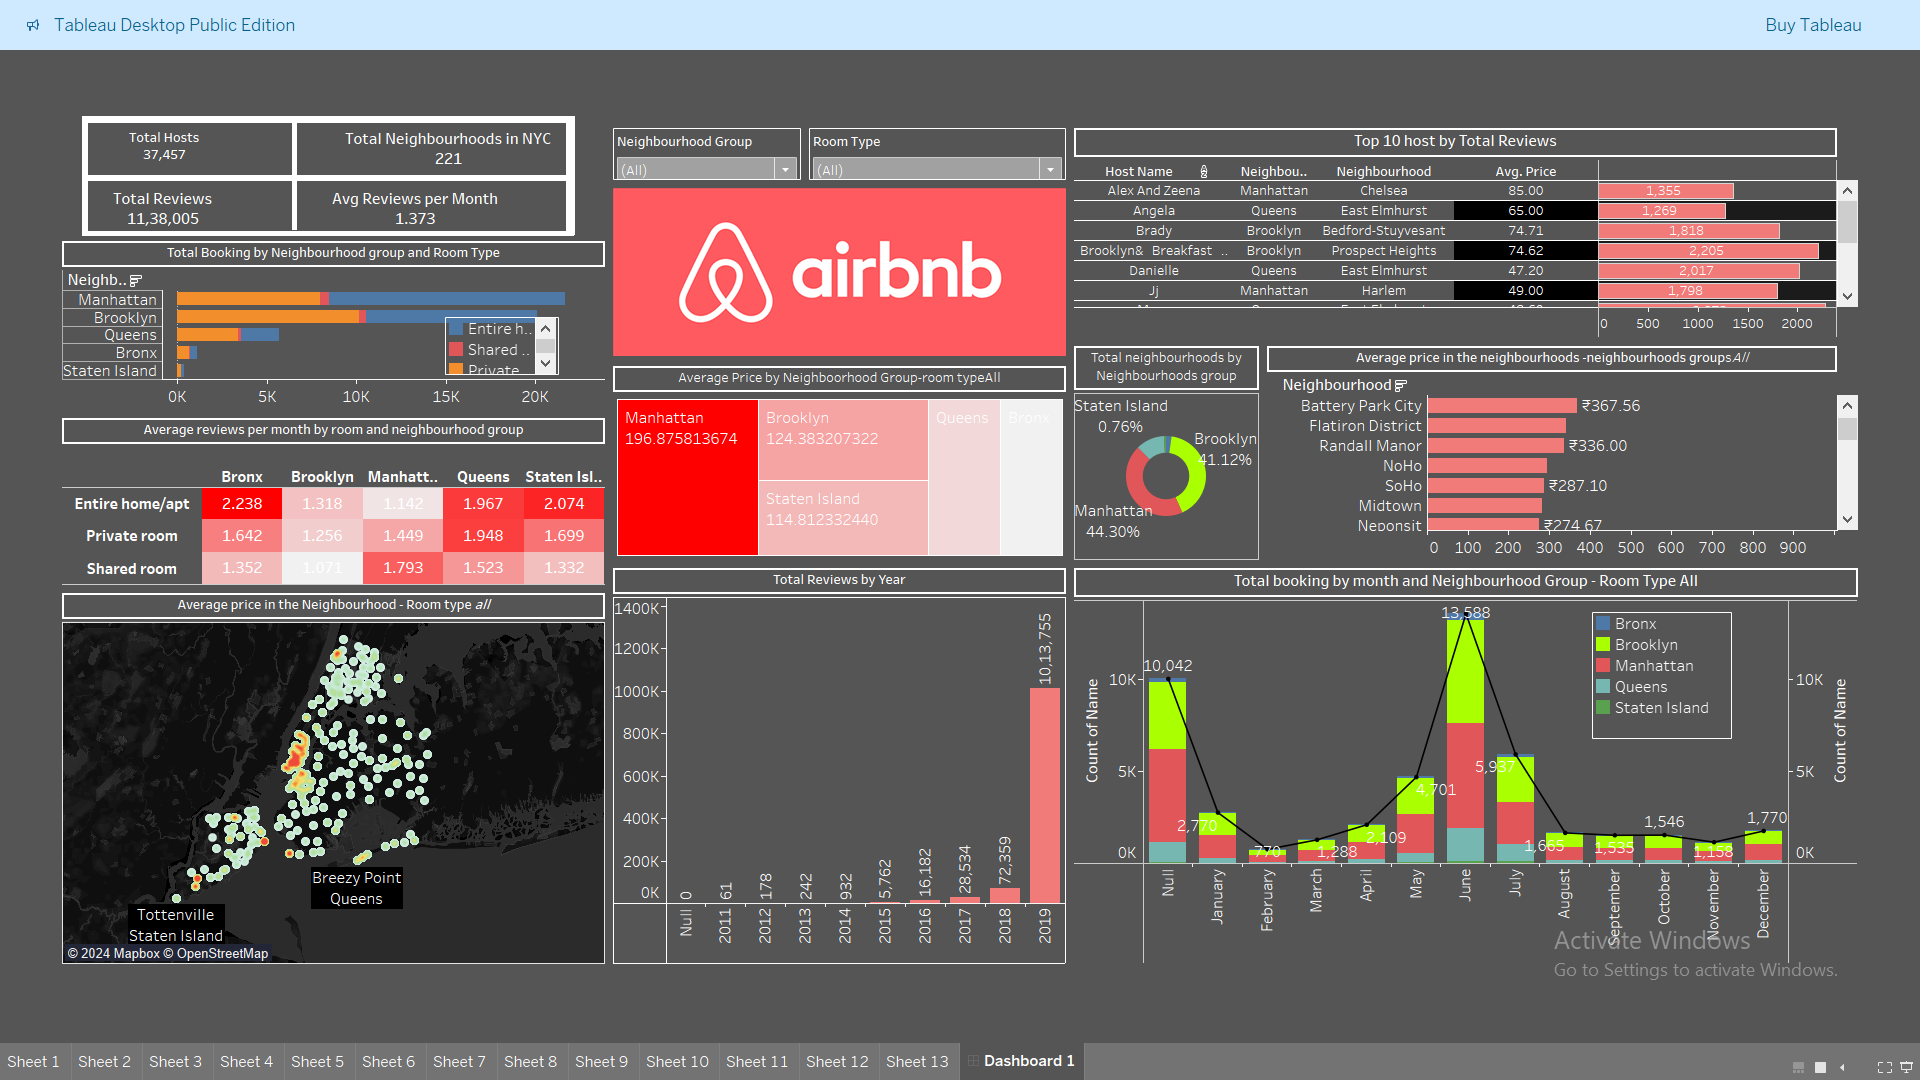 Tableau Desktop Public Edition
Buy Tableau
Total Hosts
37,457
Total Neighbourhoods in NYC
221
Total Reviews
11,38,005
Avg Reviews per Month
1.373
Total Booking by Neighbourhood group and Room Type
Neighb..
Manhattan
Brooklyn
Queens
Bronx
Staten Island
Entire h..
Shared ..
Private
0K 5K 10K 15K 20K
Average reviews per month by room and neighbourhood group
Bronx Brooklyn Manhatt.. Queens Staten Isl..
Entire home/apt 2.238 1.318 1.142 1.967 2.074
Private room 1.642 1.256 1.449 1.948 1.699
Shared room 1.352 1.071 1.793 1.523 1.332
Average price in the Neighbourhood - Room type all
Breezy Point
Queens
Tottenville
Staten Island
© 2024 Mapbox © OpenStreetMap
Neighbourhood Group
(All)
Room Type
(All)
airbnb
Average Price by Neighboorhood Group-room typeAll
Manhattan
196.875813674
Brooklyn
124.383207322
Staten Island
114.812332440
Queens
Bronx
Total Reviews by Year
1400K
1200K
1000K
800K
600K
400K
200K
0K
0 61 178 242 932 5,762 16,182 28,534 72,359 10,13,755
Null 2011 2012 2013 2014 2015 2016 2017 2018 2019
Top 10 host by Total Reviews
Host Name Neighbou.. Neighbourhood Avg. Price
Alex And Zeena Manhattan Chelsea 85.00 1,355
Angela Queens East Elmhurst 65.00 1,269
Brady Brooklyn Bedford-Stuyvesant 74.71 1,818
Brooklyn& Breakfast .. Brooklyn Prospect Heights 74.62 2,205
Danielle Queens East Elmhurst 47.20 2,017
Jj Manhattan Harlem 49.00 1,798
0 500 1000 1500 2000
Total neighbourhoods by
Neighbourhoods group
Staten Island
0.76%
Brooklyn
41.12%
Manhattan
44.30%
Average price in the neighbourhoods -neighbourhoods groups.4//
Neighbourhood
Battery Park City ₹367.56
Flatiron District
Randall Manor ₹336.00
NoHo
SoHo ₹287.10
Midtown
Neponsit ₹274.67
0 100 200 300 400 500 600 700 800 900
Total booking by month and Neighbourhood Group - Room Type All
Count of Name
10K
5K
0K
10,042 2,770 770 1,288 2,109 4,701 13,588 5,937 1,665 1,535 1,546 1,158 1,770
Bronx
Brooklyn
Manhattan
Queens
Staten Island
10K
5K
0K
Count of Name
Null January February March April May June July August September October November December
Activate Windows
Go to Settings to activate Windows.
Sheet 1 Sheet 2 Sheet 3 Sheet 4 Sheet 5 Sheet 6 Sheet 7 Sheet 8 Sheet 9 Sheet 10 Sheet 11 Sheet 12 Sheet 13 Dashboard 1